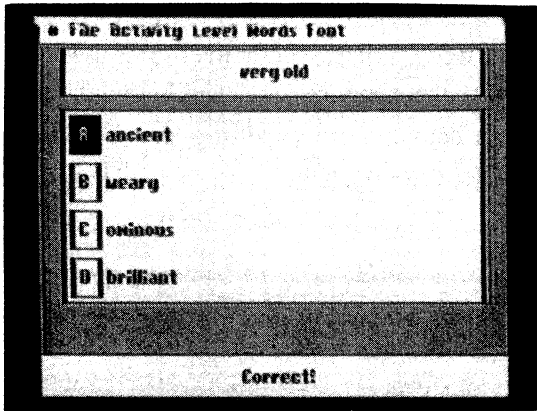 The Activity Level Words Font
very old
A ancient
B weary
C ominous
D brilliant
Correct!